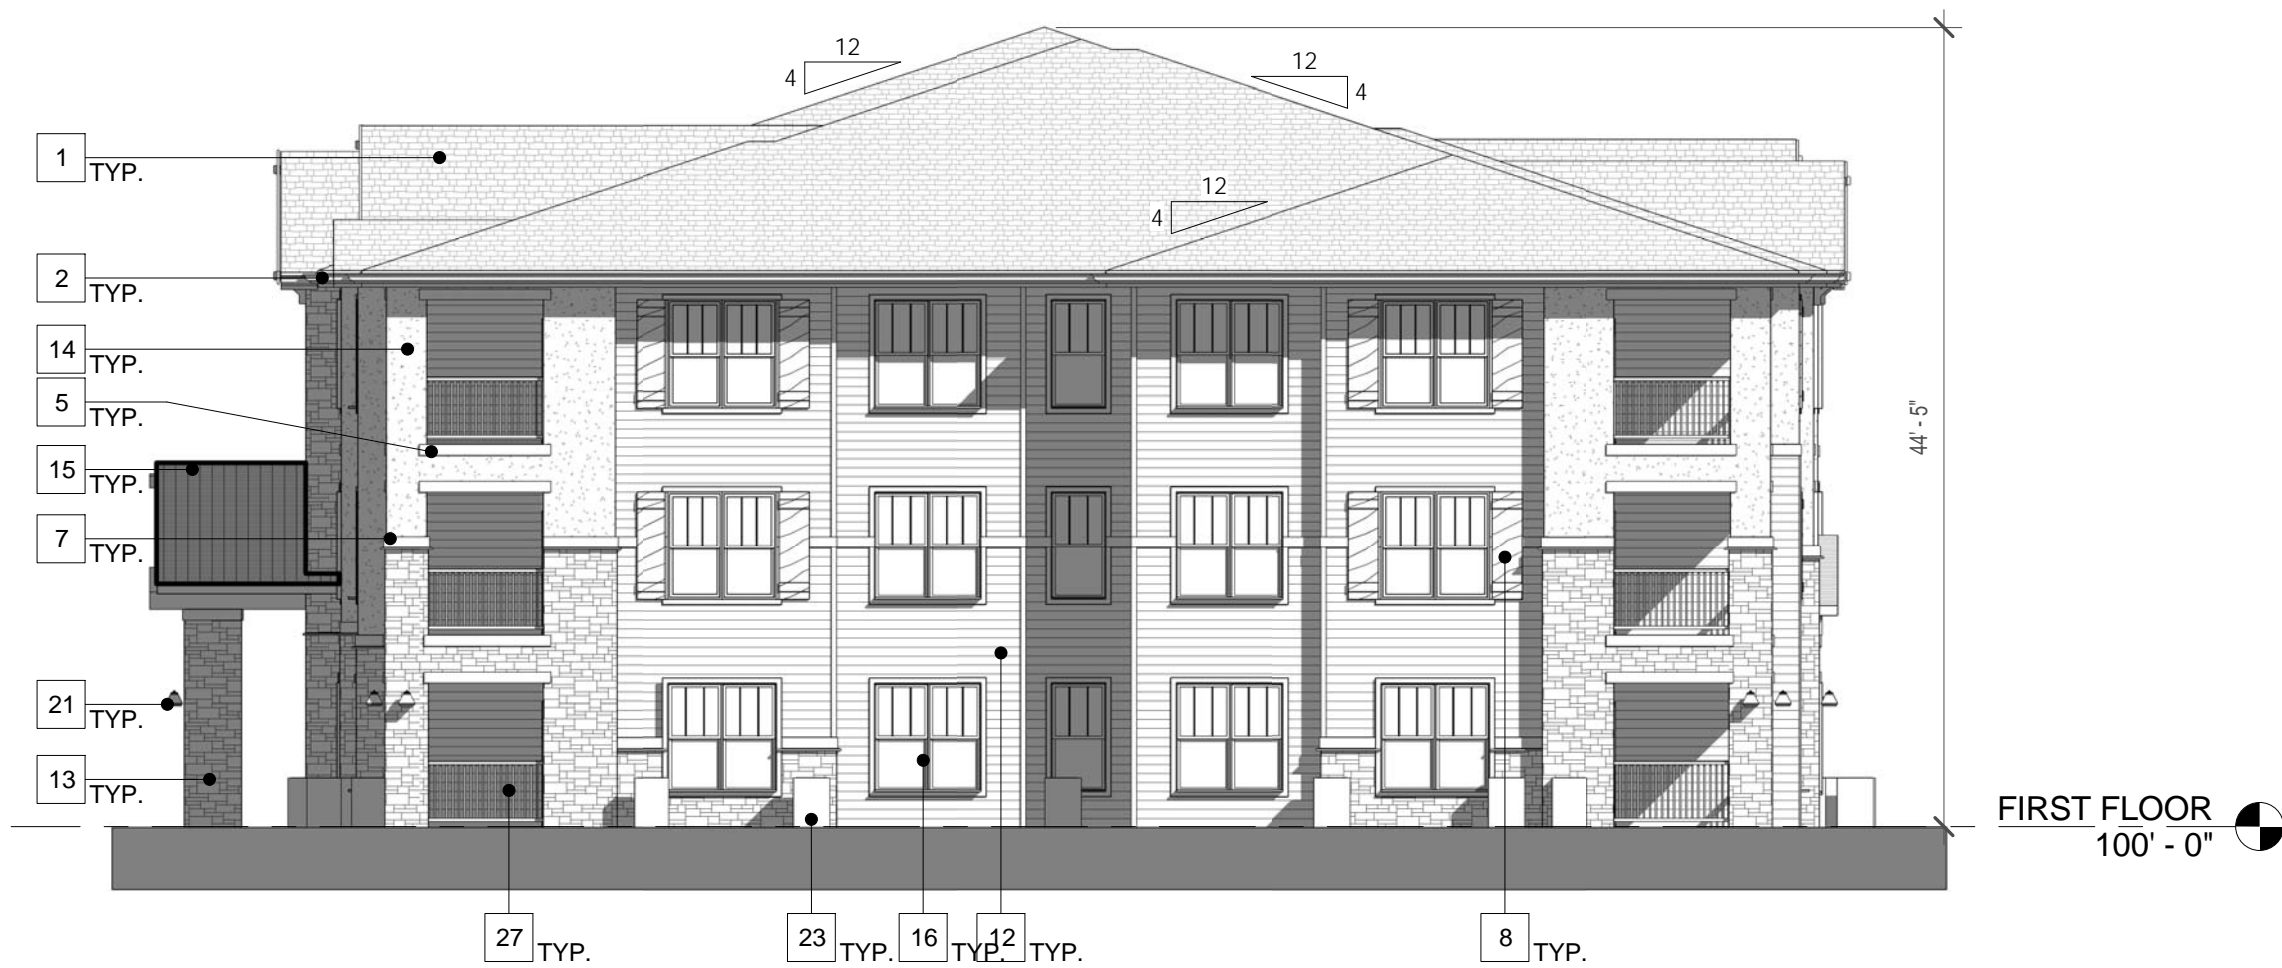 12
4
12
4
1
TYP.
12
4
2
TYP.
14
TYP.
5
TYP.
44' - 5"
15
TYP.
7
TYP.
21
TYP.
13
TYP.
FIRST FLOOR
100' - 0"
27
TYP.
23
TYP.
16
TYP.
12
TYP.
8
TYP.